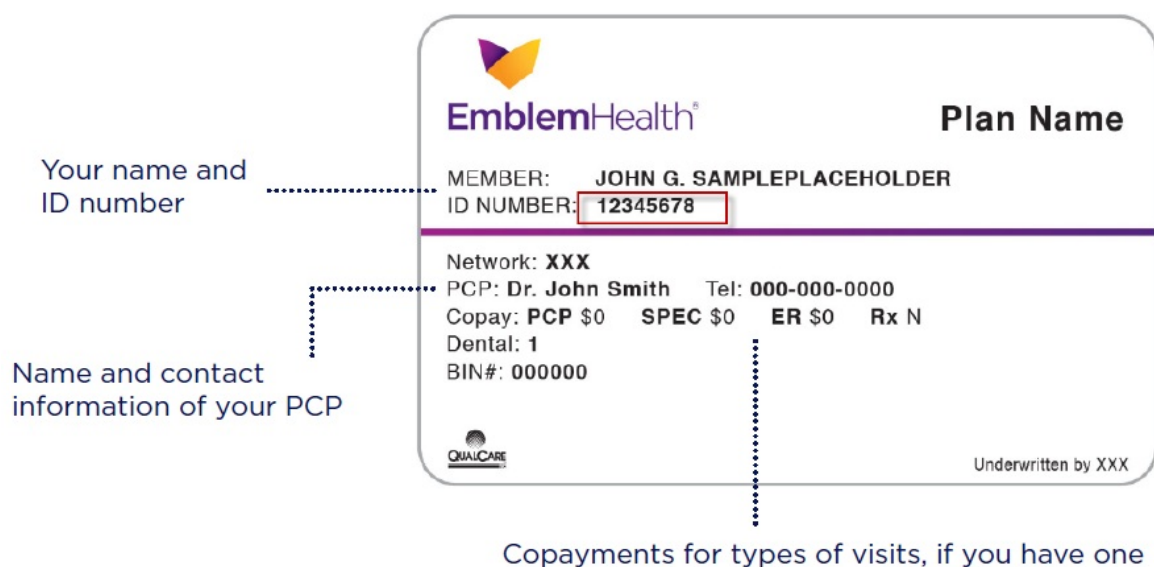 EmblemHealth®
Plan Name
Your name and
ID number
MEMBER: JOHN G. SAMPLEPLACEHOLDER
ID NUMBER: 12345678
Network: XXX
PCP: Dr. John Smith Tel: 000-000-0000
Copay: PCP $0 SPEC $0 ER $0 Rx N
Dental: 1
BIN#: 000000
Name and contact
information of your PCP
QUALCARE
Underwritten by XXX
Copayments for types of visits, if you have one